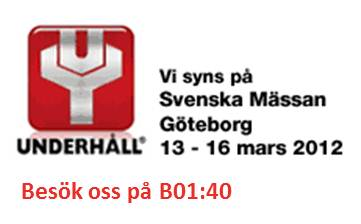 UNDERHÅLL®
Vi syns på
Svenska Mässan
Göteborg
13 - 16 mars 2012
Besök oss på B01:40